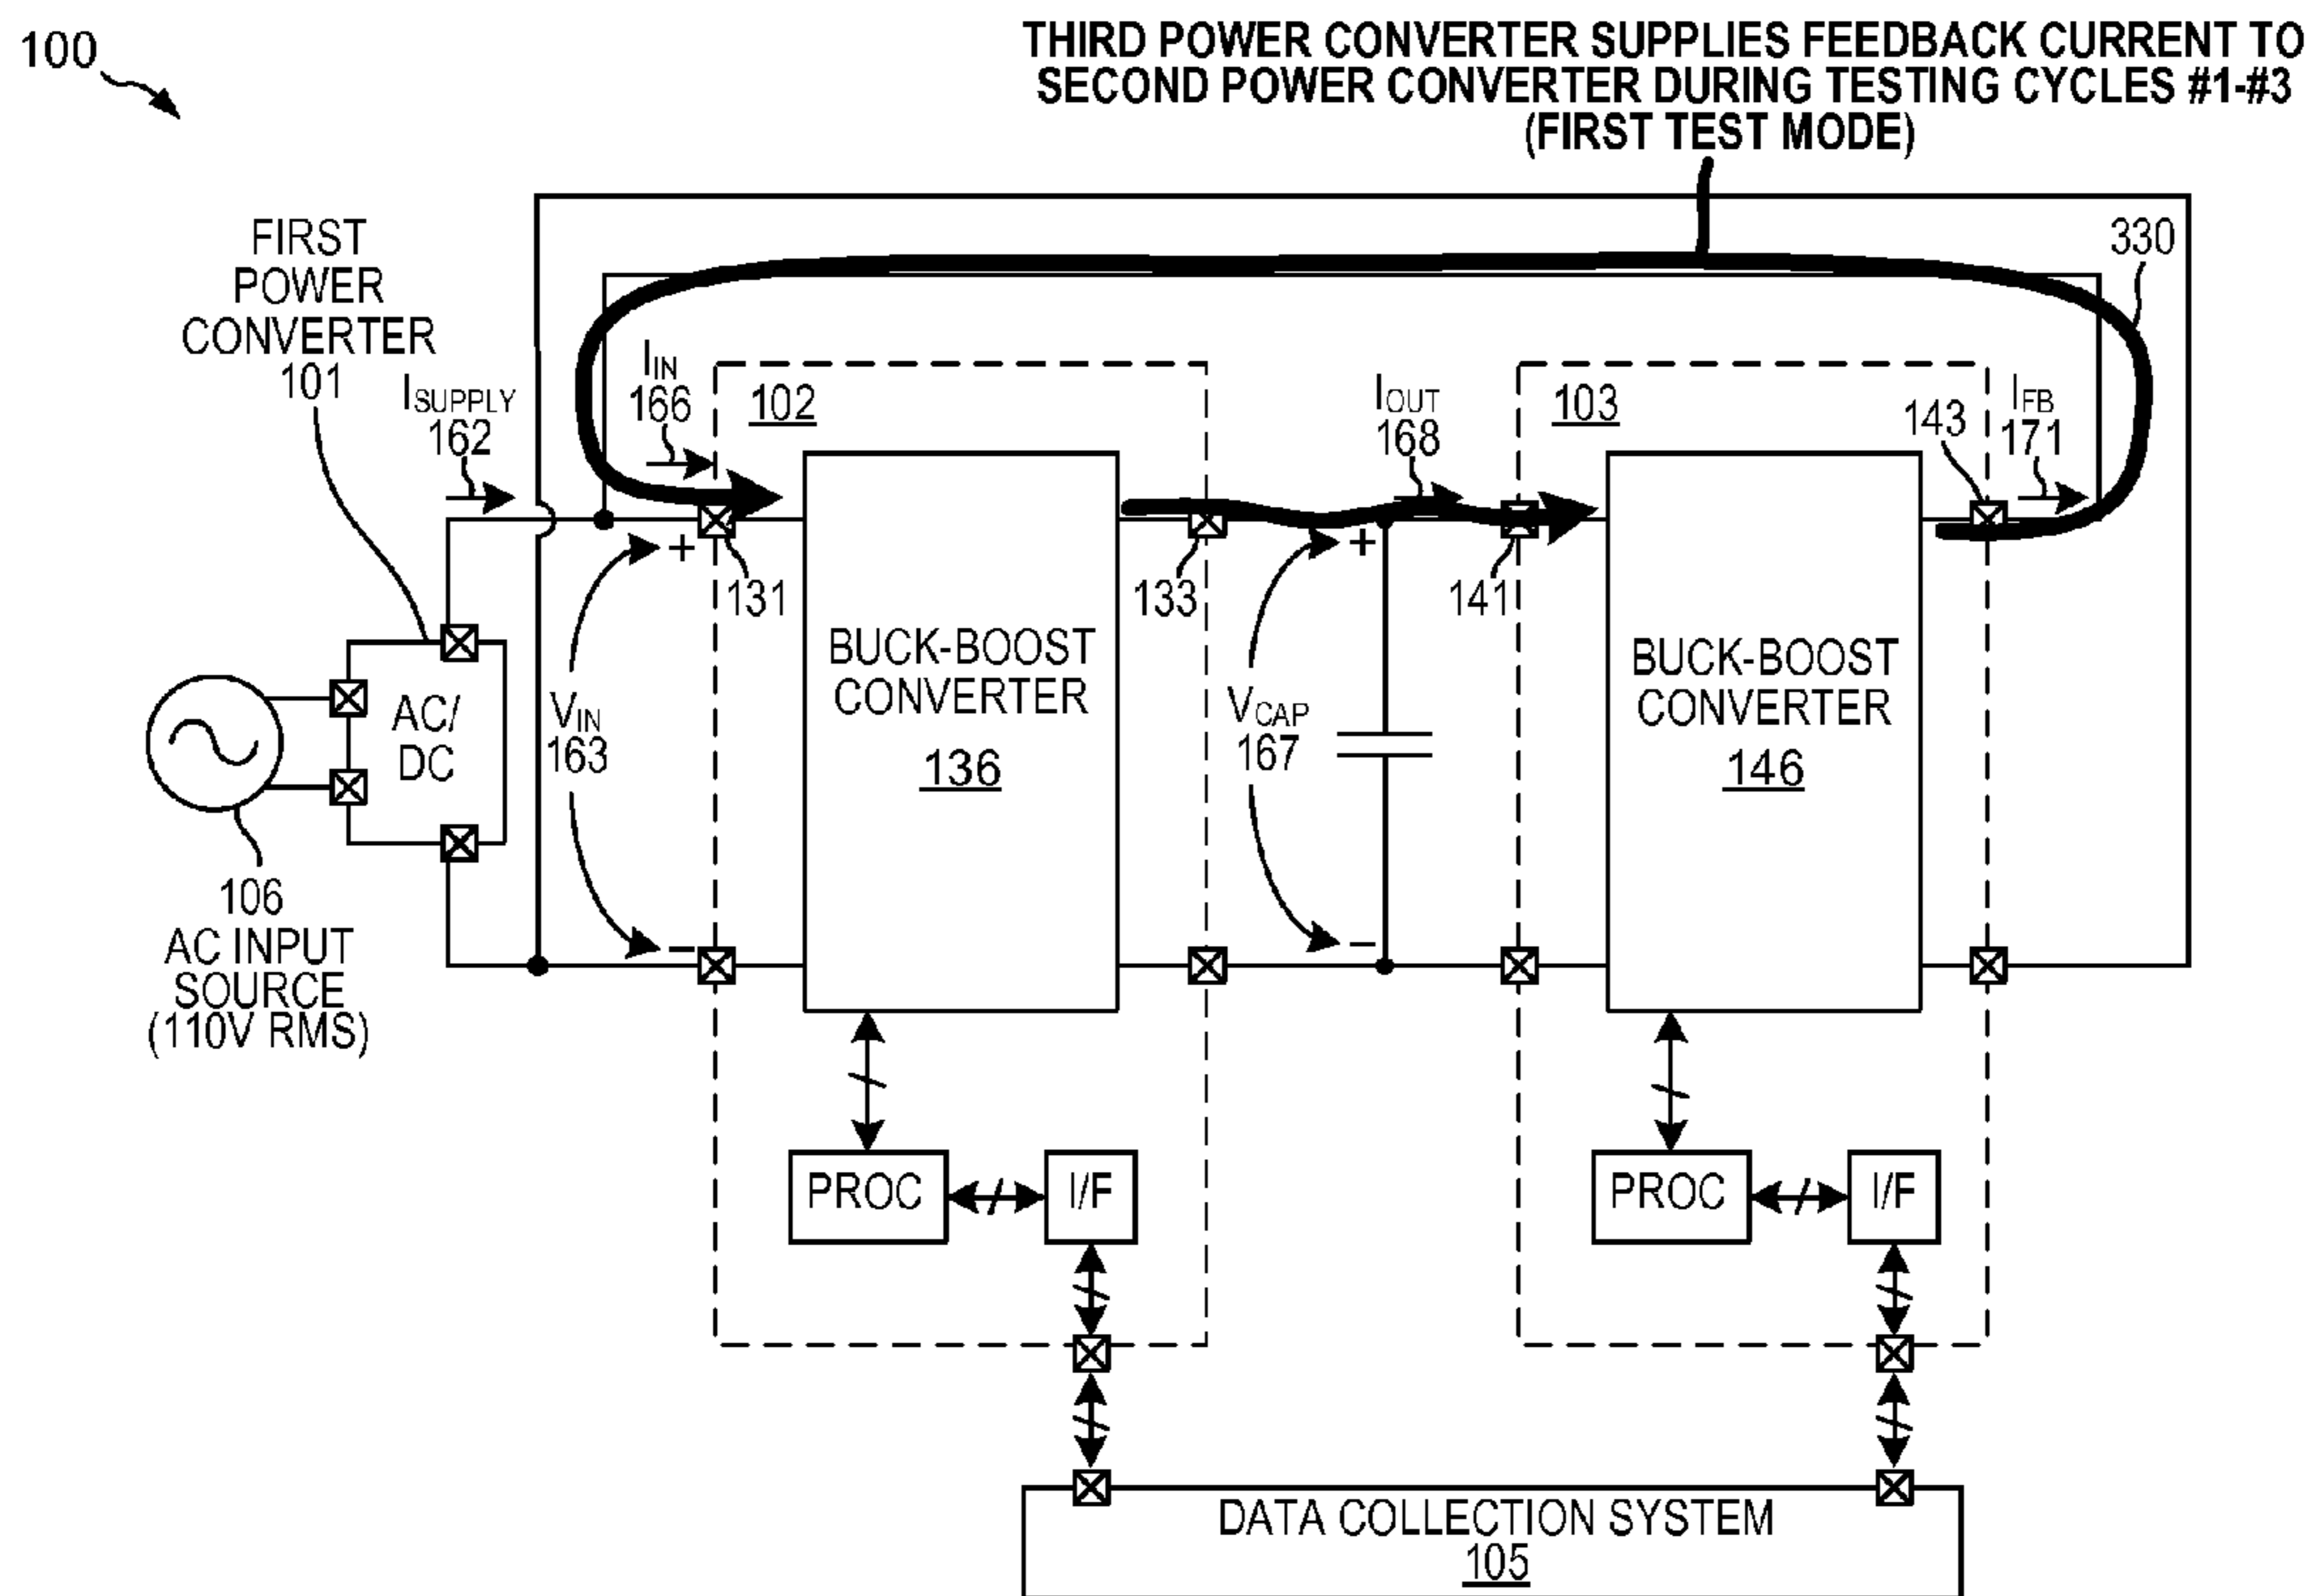 100
THIRD POWER CONVERTER SUPPLIES FEEDBACK CURRENT TO
SECOND POWER CONVERTER DURING TESTING CYCLES #1-#3
(FIRST TEST MODE)
330
FIRST
POWER
CONVERTER
101
ISUPPLY
162
IIN
166
102
IOUT
168
103
143
IFB
171
+
131
133
+
141
BUCK-BOOST
CONVERTER
136
BUCK-BOOST
CONVERTER
146
AC/
DC
VIN
163
VCAP
167
−
−
106
AC INPUT
SOURCE
(110V RMS)
PROC
I/F
PROC
I/F
DATA COLLECTION SYSTEM
105